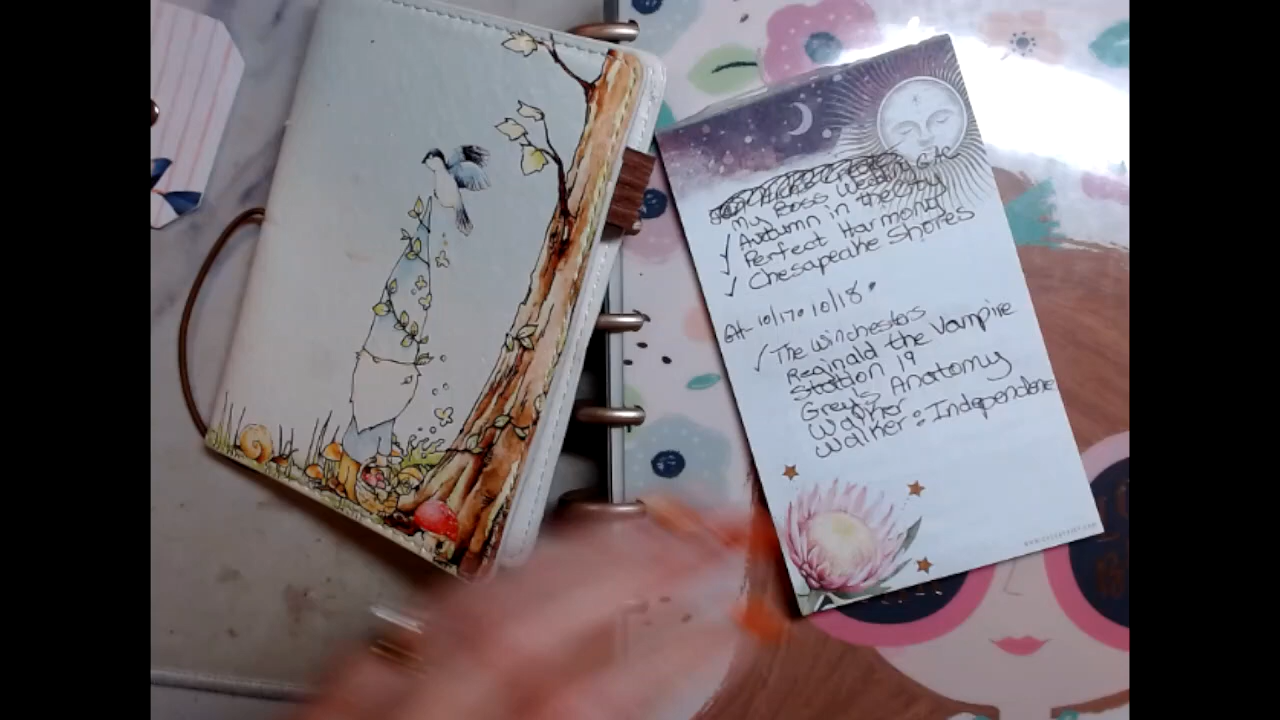 My Boss Wedding
✓ Autumn in the City
✓ Perfect Harmony
✓ Chesapeake Shores
GH- 10/17 • 10/18 •
✓ The Winchesters
Reginald the Vampire
Station 19
Grey's Anatomy
Walker
Walker: Independence